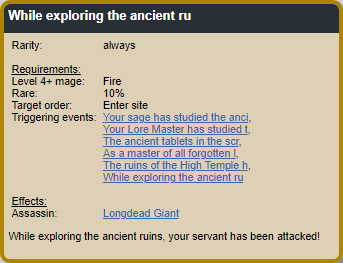 While exploring the ancient ru
Rarity: always
Requirements:
Level 4+ mage: Fire
Rare: 10%
Target order: Enter site
Triggering events: Your sage has studied the anci,
Your Lore Master has studied t,
The ancient tablets in the scr,
As a master of all forgotten l,
The ruins of the High Temple h,
While exploring the ancient ru
Effects:
Assassin: Longdead Giant
While exploring the ancient ruins, your servant has been attacked!